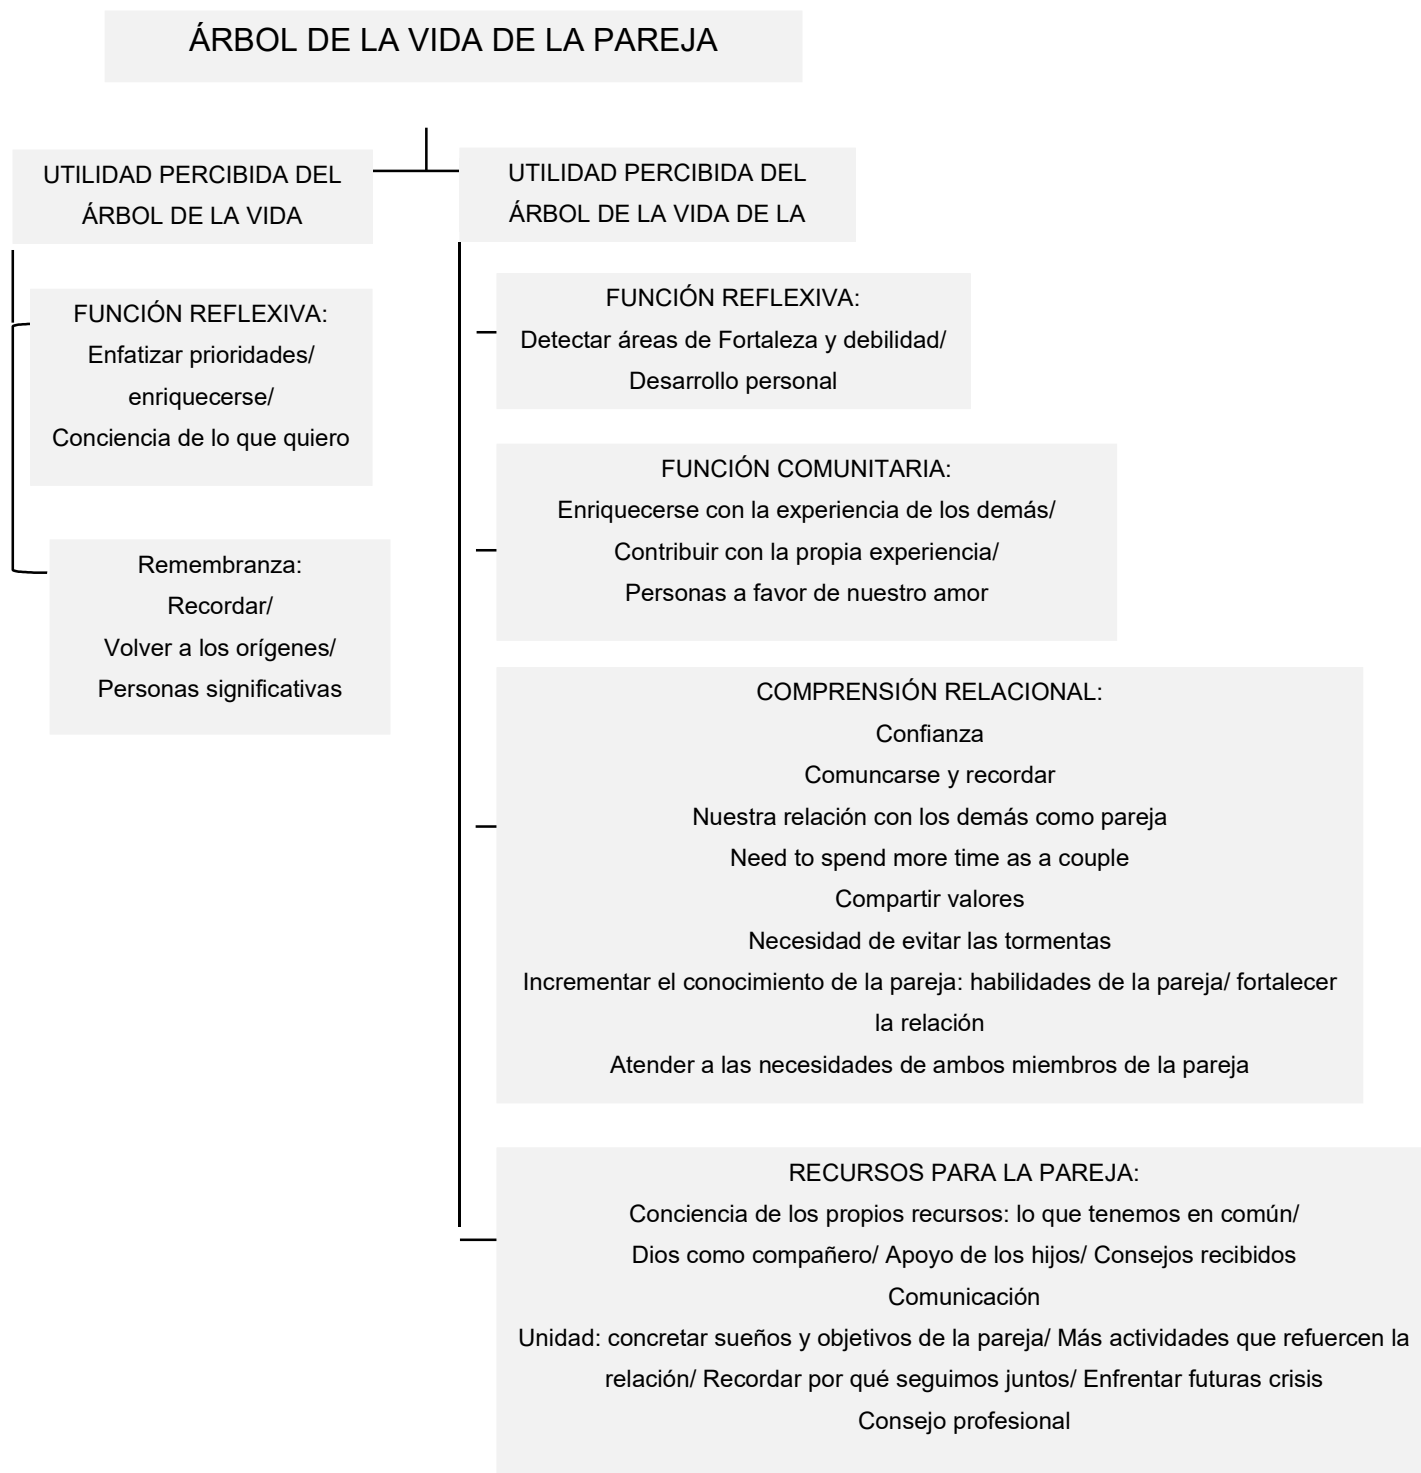 ÁRBOL DE LA VIDA DE LA PAREJA
UTILIDAD PERCIBIDA DEL
ÁRBOL DE LA VIDA
FUNCIÓN REFLEXIVA:
Enfatizar prioridades/
enriquecerse/
Conciencia de lo que quiero
Remembranza:
Recordar/
Volver a los orígenes/
Personas significativas
UTILIDAD PERCIBIDA DEL
ÁRBOL DE LA VIDA DE LA
FUNCIÓN REFLEXIVA:
Detectar áreas de Fortaleza y debilidad/
Desarrollo personal
FUNCIÓN COMUNITARIA:
Enriquecerse con la experiencia de los demás/
Contribuir con la propia experiencia/
Personas a favor de nuestro amor
COMPRENSIÓN RELACIONAL:
Confianza
Comuncarse y recordar
Nuestra relación con los demás como pareja
Need to spend more time as a couple
Compartir valores
Necesidad de evitar las tormentas
Incrementar el conocimiento de la pareja: habilidades de la pareja/ fortalecer
la relación
Atender a las necesidades de ambos miembros de la pareja
RECURSOS PARA LA PAREJA:
Conciencia de los propios recursos: lo que tenemos en común/
Dios como compañero/ Apoyo de los hijos/ Consejos recibidos
Comunicación
Unidad: concretar sueños y objetivos de la pareja/ Más actividades que refuercen la
relación/ Recordar por qué seguimos juntos/ Enfrentar futuras crisis
Consejo profesional